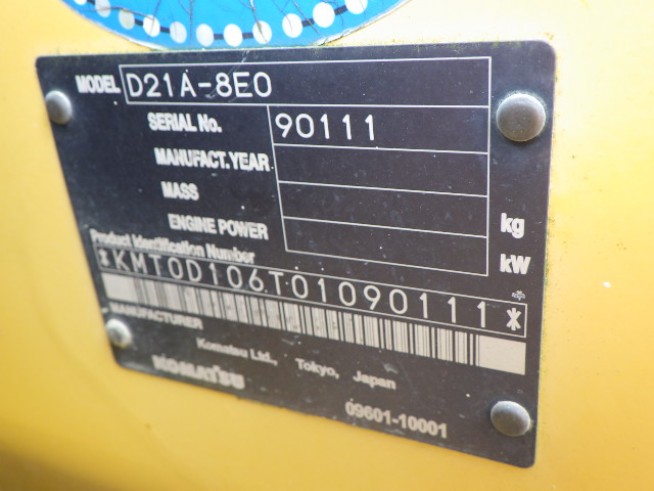 MODEL D21A-8E0
SERIAL No. 90111
MANUFACT.YEAR
MASS kg
ENGINE POWER kW
Product Identification Number
*KMT0D106T01090111*
MANUFACTURER
Komatsu Ltd., Tokyo, Japan
KOMATSU
09601-10001